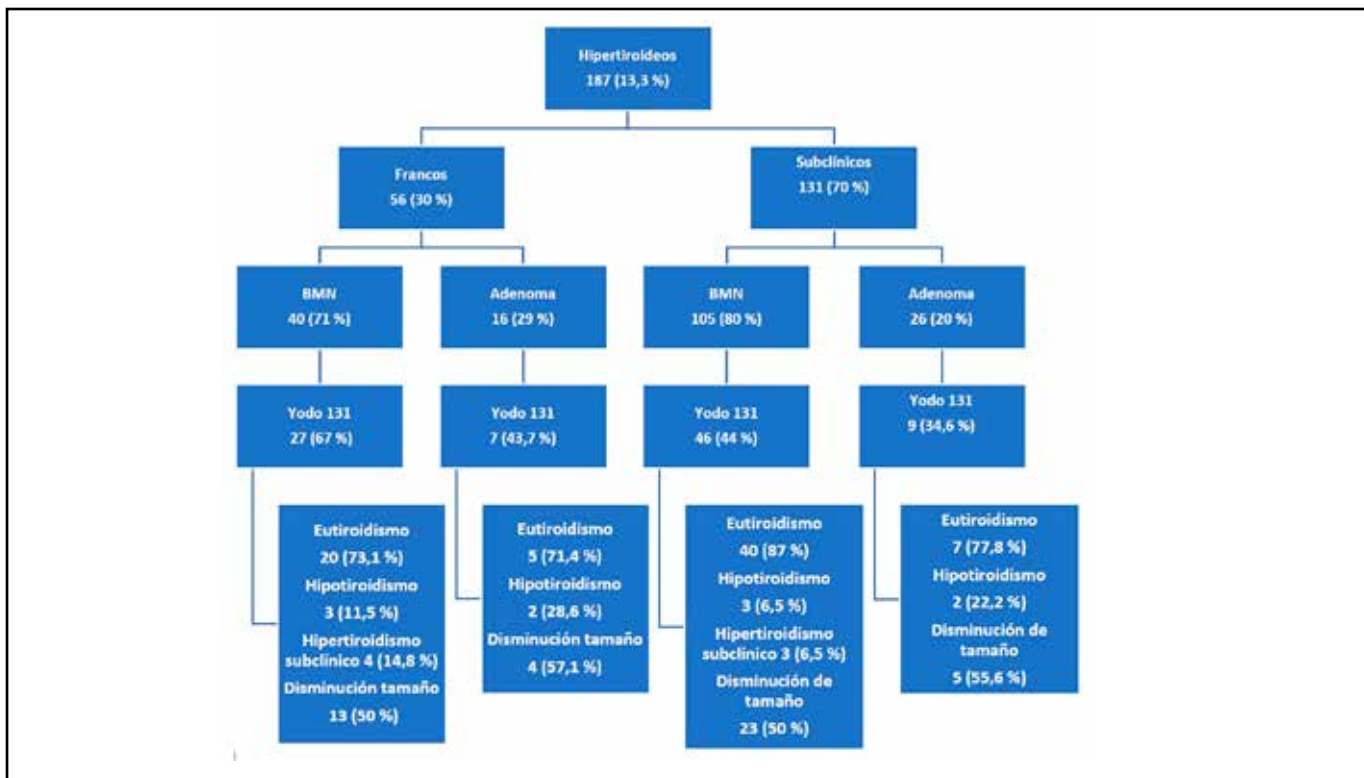 Hipertiroideos
187 (13,3 %)
Francos
56 (30 %)
Subclínicos
131 (70 %)
BMN
40 (71 %)
Adenoma
16 (29 %)
BMN
105 (80 %)
Adenoma
26 (20 %)
Yodo 131
27 (67 %)
Yodo 131
7 (43,7 %)
Yodo 131
46 (44 %)
Yodo 131
9 (34,6 %)
Eutiroidismo
20 (73,1 %)
Hipotiroidismo
3 (11,5 %)
Hipertiroidismo
subclínico 4 (14,8 %)
Disminución tamaño
13 (50 %)
Eutiroidismo
5 (71,4 %)
Hipotiroidismo
2 (28,6 %)
Disminución tamaño
4 (57,1 %)
Eutiroidismo
40 (87 %)
Hipotiroidismo
3 (6,5 %)
Hipertiroidismo
subclínico 3 (6,5 %)
Disminución de
tamaño
23 (50 %)
Eutiroidismo
7 (77,8 %)
Hipotiroidismo
2 (22,2 %)
Disminución de
tamaño
5 (55,6 %)